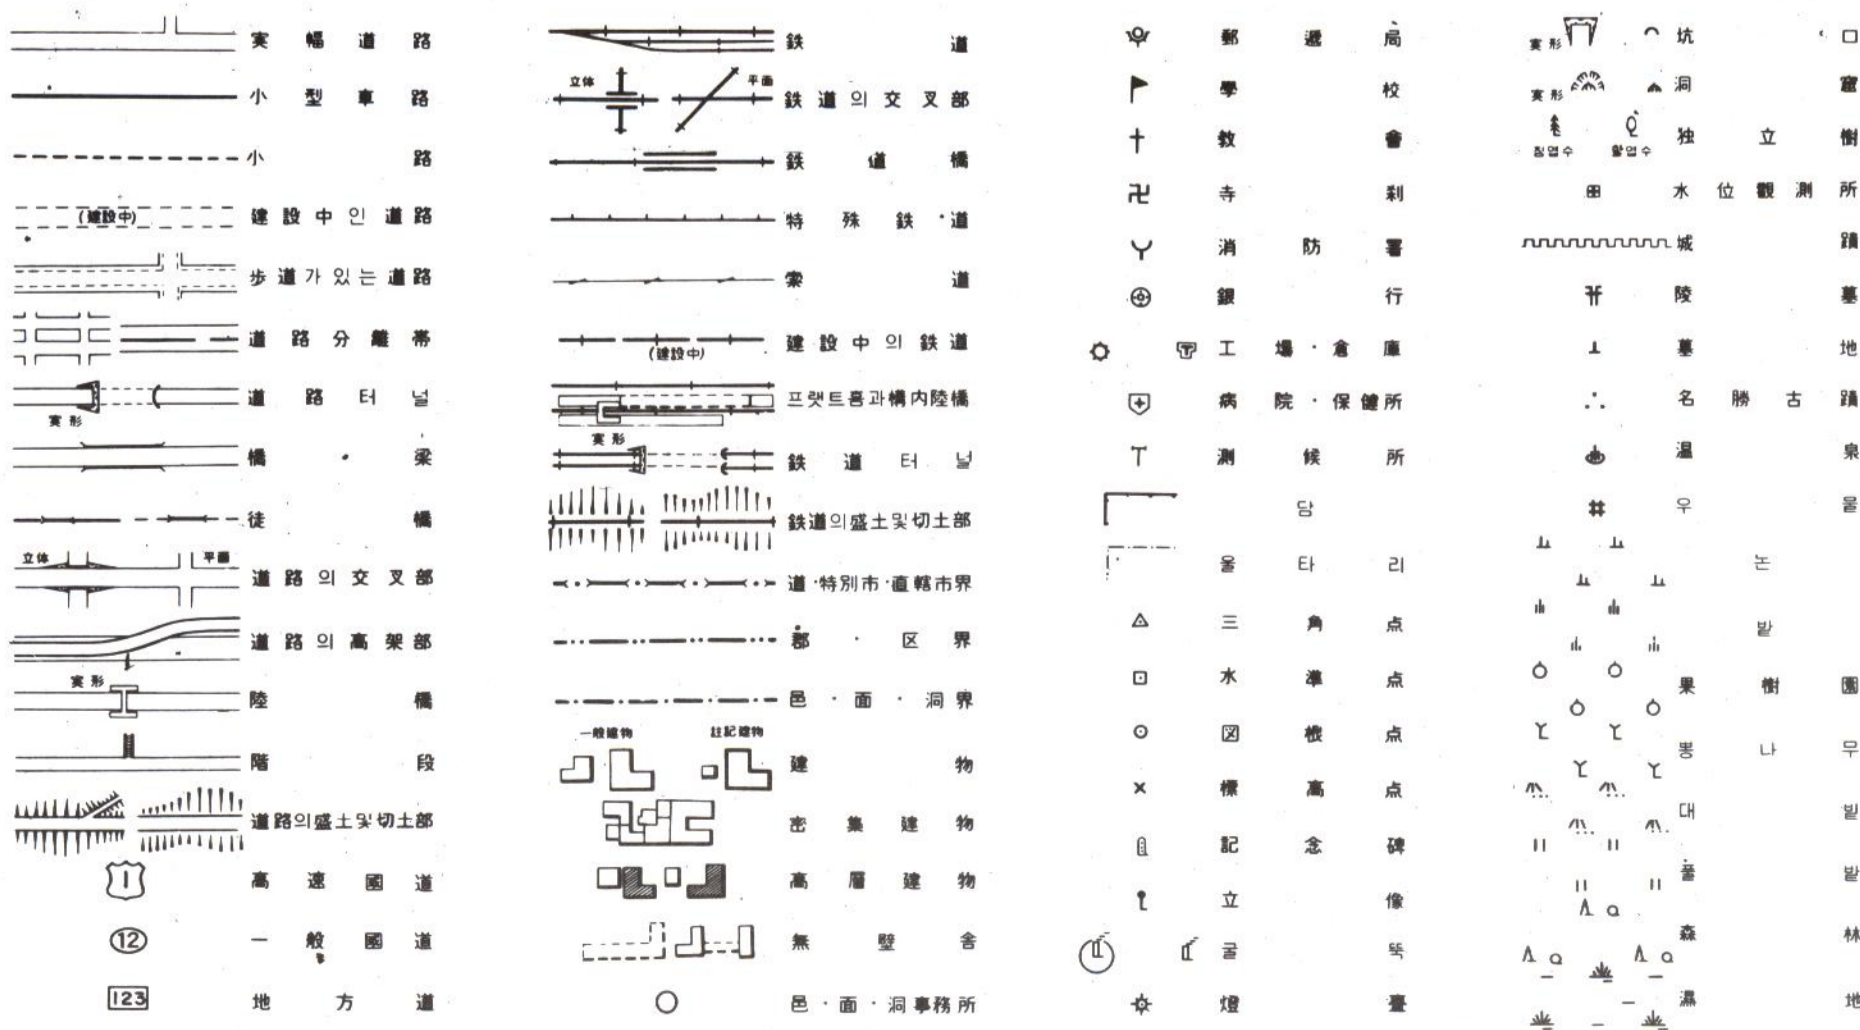 実幅道路
小型車路
小路
(建設中) 建設中인道路
歩道가있는道路
道路分離帯
道路터널
実形
橋梁
徒橋
立体 平面 道路의交叉部
道路의高架部
実形 陸橋
階段
道路의盛土및切土部
1 高速國道
12 一般國道
123 地方道
鉄道
立体 平面 鉄道의交叉部
鉄道橋
特殊鉄道
索道
建設中의鉄道
(建設中)
프랫트홈과構内陸橋
実形
鉄道터널
鉄道의盛土및切土部
道·特別市·直轄市界
郡·区界
邑·面·洞界
一般建物 註記建物
建物
密集建物
高層建物
無壁舎
邑·面·洞事務所
郵遞局
學校
教會
寺刹
消防署
銀行
工場·倉庫
病院·保健所
測候所
담
울타리
三角点
水準点
図根点
標高点
記念碑
立像
굴뚝
燈臺
実形 坑口
実形 洞窟
独立樹
침엽수 활엽수
水位觀測所
城蹟
陵墓
墓地
名勝古蹟
温泉
우물
논
밭
果樹園
뽕나무
대밭
풀밭
森林
濕地